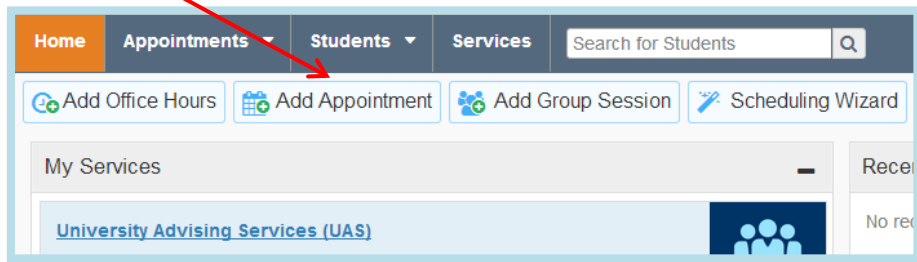 Home Appointments Students Services Search for Students
Add Office Hours Add Appointment Add Group Session Scheduling Wizard
My Services
University Advising Services (UAS)
No